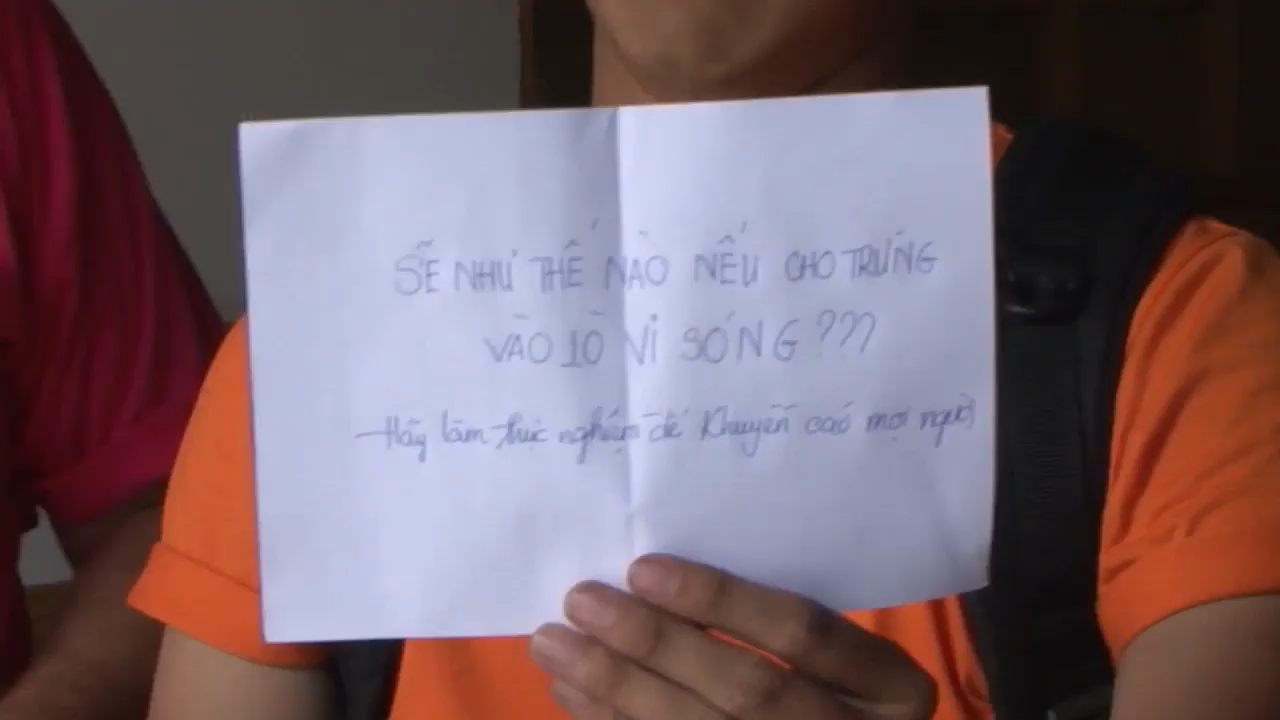 SẼ NHƯ THẾ NÀO NẾU CHO TRỨNG
VÀO LÒ VI SÓNG???
- Hãy làm thực nghiệm để khuyến cáo mọi người